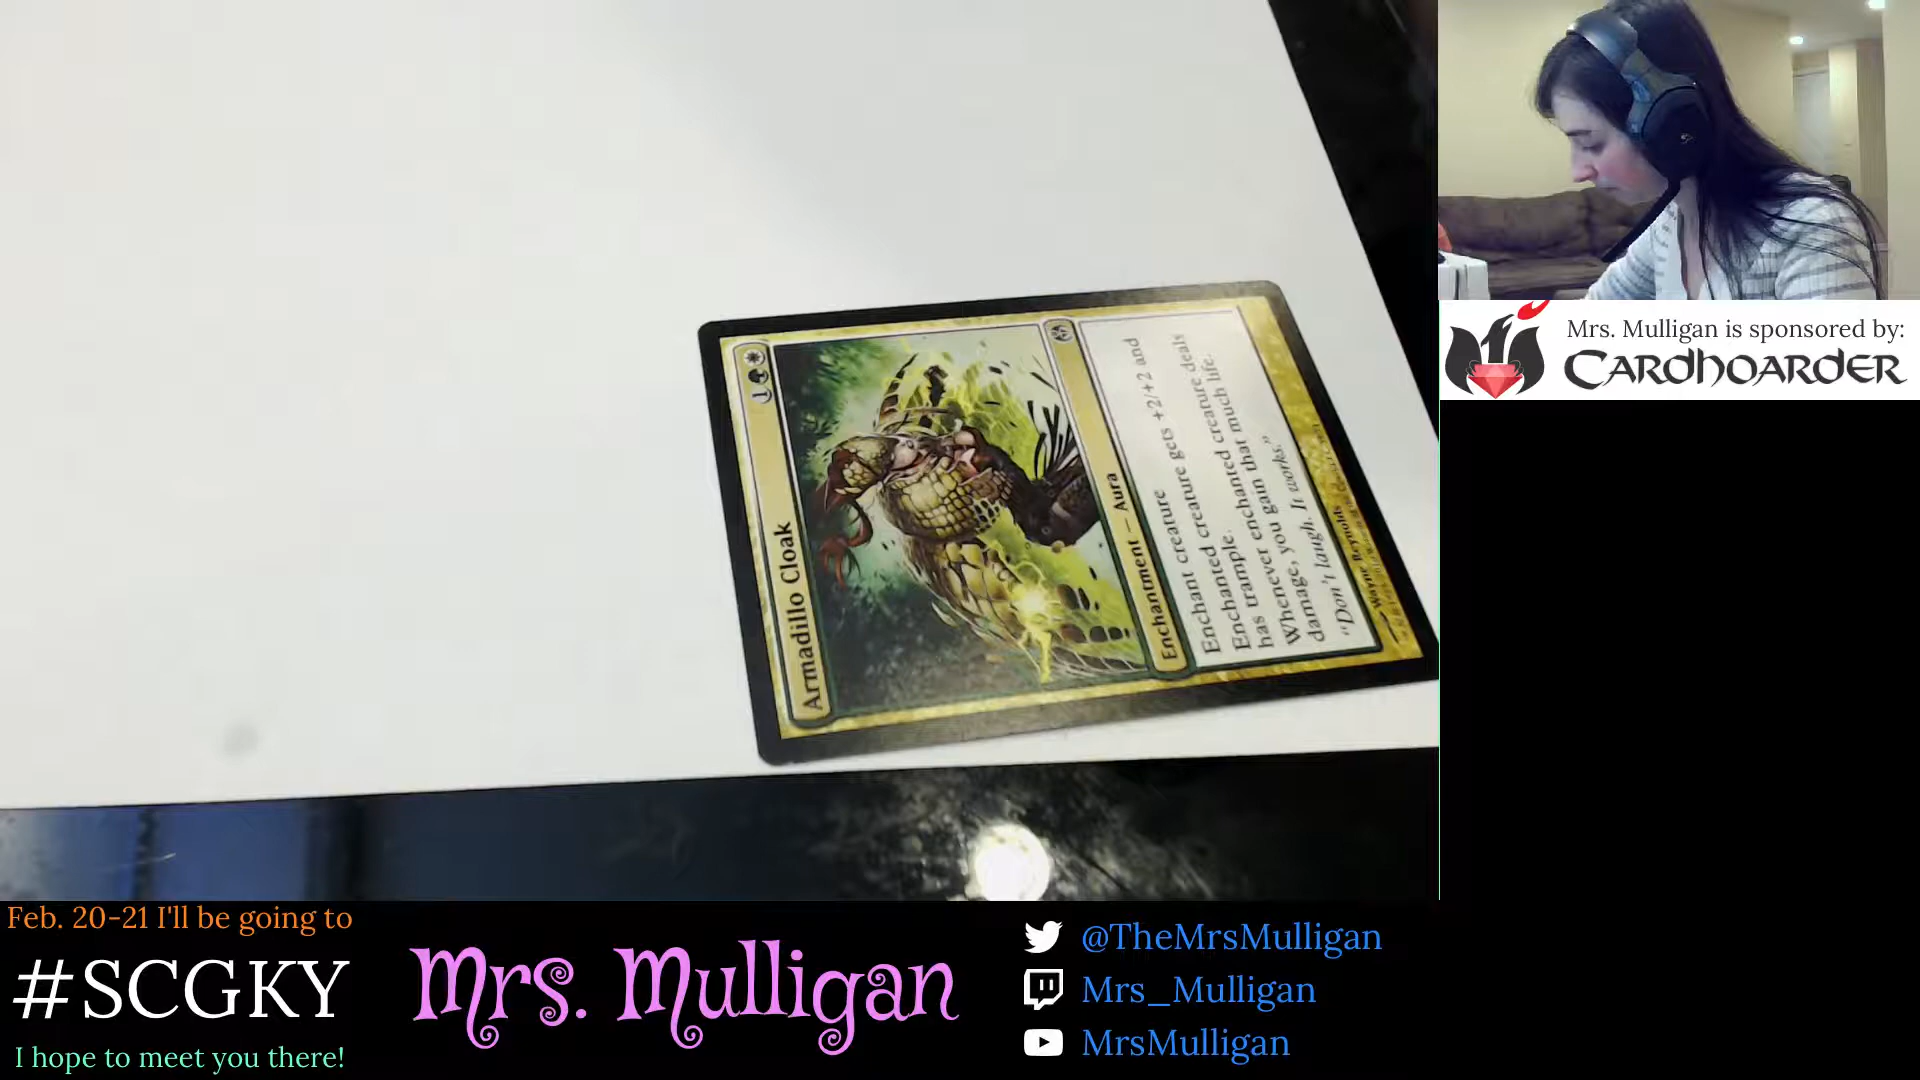 Armadillo Cloak
1
Enchantment — Aura
Enchant creature
Enchanted creature gets +2/+2 and
has trample.
Whenever enchanted creature deals
damage, you gain that much life.
"Don't laugh. It works."
Wayne Reynolds
Mrs. Mulligan is sponsored by:
CARDHOARDER
Feb. 20-21 I'll be going to
#SCGKY
I hope to meet you there!
Mrs. Mulligan
@TheMrsMulligan
Mrs_Mulligan
MrsMulligan